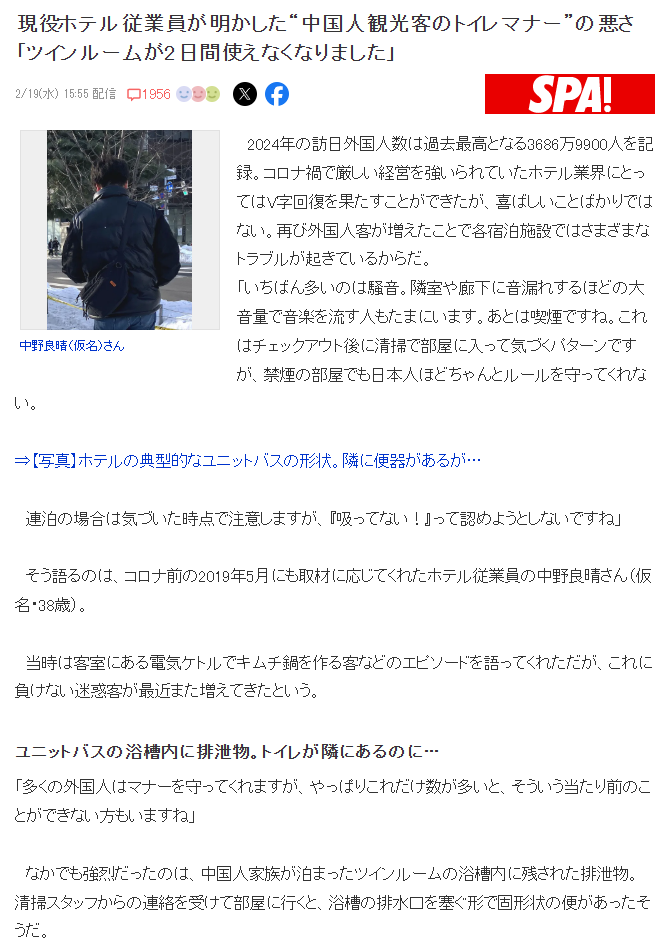 現役ホテル従業員が明かした“中国人観光客のトイレマナー”の悪さ
「ツインルームが2日間使えなくなりました」
2/19(水) 15:55 配信
1956
X
f
SPA!
2024年の訪日外国人数は過去最高となる3686万9900人を記
録。コロナ禍で厳しい経営を強いられていたホテル業界にとっ
てはV字回復を果たすことができたが、喜ばしいことばかりでは
ない。再び外国人客が増えたことで各宿泊施設ではさまざまな
トラブルが起きているからだ。
「いちばん多いのは騒音。隣室や廊下に音漏れするほどの大
音量で音楽を流す人もたまにいます。あとは喫煙ですね。これ
はチェックアウト後に清掃で部屋に入って気づくパターンです
が、禁煙の部屋でも日本人ほどちゃんとルールを守ってくれな
い。
中野良晴(仮名)さん
⇒【写真】ホテルの典型的なユニットバスの形状。隣に便器があるが…
連泊の場合は気づいた時点で注意しますが、『吸ってない！』って認めようとしないですね」
そう語るのは、コロナ前の2019年5月にも取材に応じてくれたホテル従業員の中野良晴さん(仮
名・38歳)。
当時は客室にある電気ケトルでキムチ鍋を作る客などのエピソードを語ってくれただが、これに
負けない迷惑客が最近また増えてきたという。
ユニットバスの浴槽内に排泄物。トイレが隣にあるのに…
「多くの外国人はマナーを守ってくれますが、やっぱりこれだけ数が多いと、そういう当たり前のこ
とができない方もいますね」
なかでも強烈だったのは、中国人家族が泊まったツインルームの浴槽内に残された排泄物。
清掃スタッフからの連絡を受けて部屋に行くと、浴槽の排水口を塞ぐ形で固形状の便があったそ
うだ。